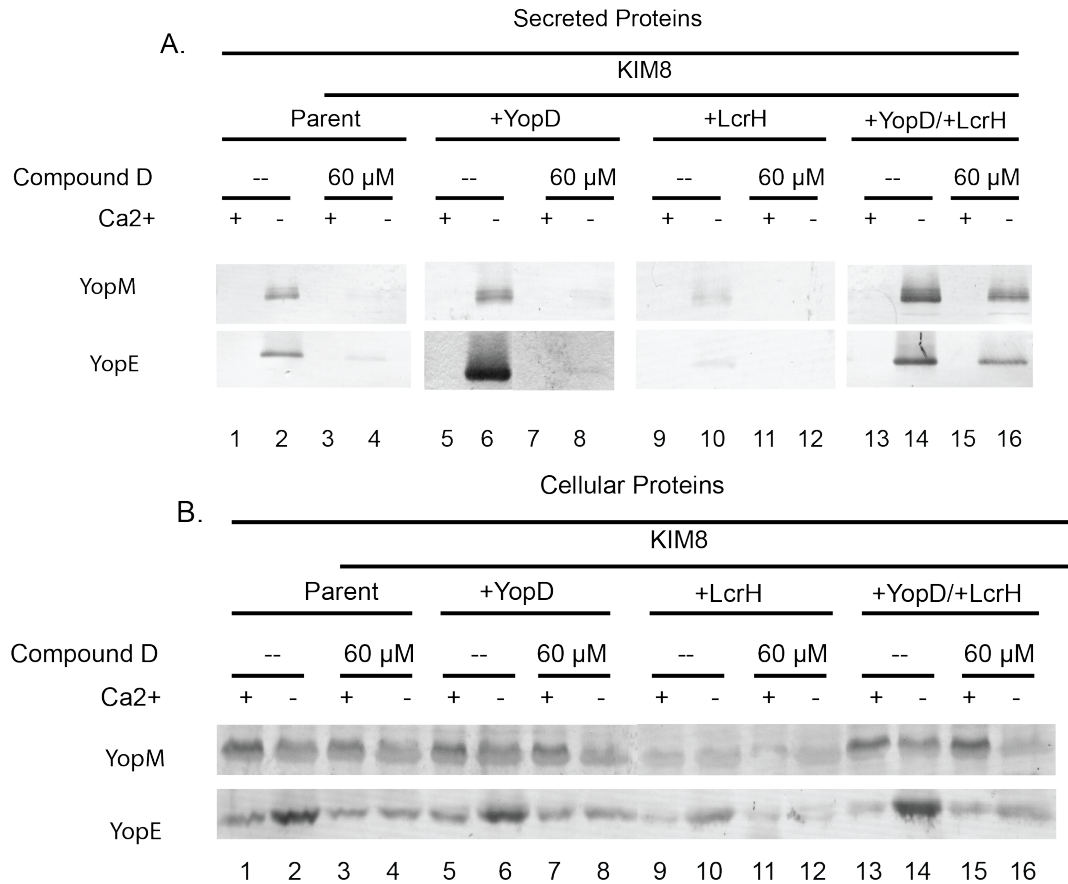 Secreted Proteins
A.
KIM8
Parent +YopD +LcrH +YopD/+LcrH
Compound D -- 60 µM -- 60 µM -- 60 µM -- 60 µM
Ca2+ + - + - + - + - + - + - + - + -
YopM
YopE
1 2 3 4 5 6 7 8 9 10 11 12 13 14 15 16
Cellular Proteins
B.
KIM8
Parent +YopD +LcrH +YopD/+LcrH
Compound D -- 60 µM -- 60 µM -- 60 µM -- 60 µM
Ca2+ + - + - + - + - + - + - + - + -
YopM
YopE
1 2 3 4 5 6 7 8 9 10 11 12 13 14 15 16